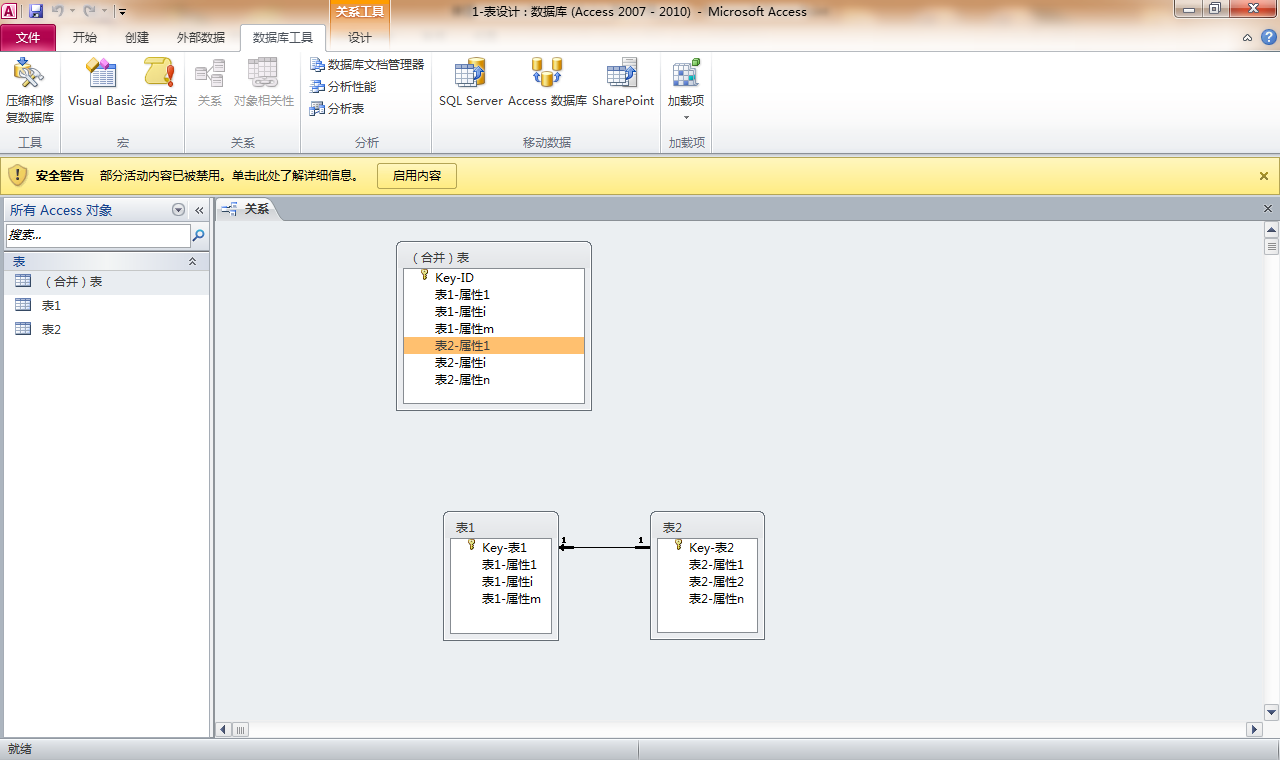 1-表设计 : 数据库 (Access 2007 - 2010) - Microsoft Access
关系工具
文件 开始 创建 外部数据 数据库工具 设计
压缩和修复数据库
Visual Basic 运行宏
关系 对象相关性
数据库文档管理器
分析性能
分析表
SQL Server Access 数据库 SharePoint
加载项
工具 宏 关系 分析 移动数据 加载项
安全警告 部分活动内容已被禁用。单击此处了解详细信息。 启用内容
所有 Access 对象
搜索...
表
（合并）表
表1
表2
关系
（合并）表
Key-ID
表1-属性1
表1-属性i
表1-属性m
表2-属性1
表2-属性i
表2-属性n
表1
Key-表1
表1-属性1
表1-属性i
表1-属性m
1 1
表2
Key-表2
表2-属性1
表2-属性2
表2-属性n
就绪